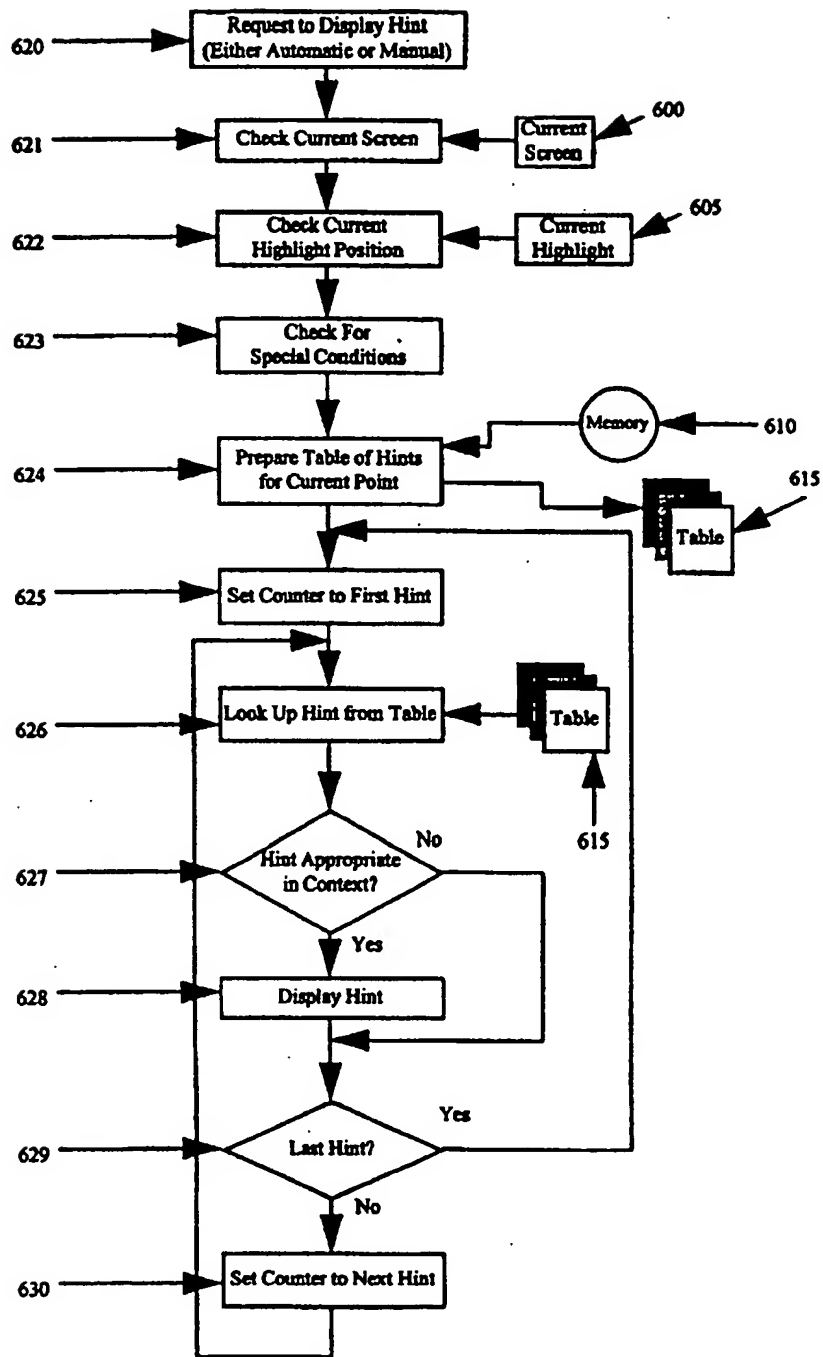 Request to Display Hint
(Either Automatic or Manual)
620
600
621
Check Current Screen
Current
Screen
605
622
Check Current
Highlight Position
Current
Highlight
623
Check For
Special Conditions
Memory
610
624
Prepare Table of Hints
for Current Point
615
Table
625
Set Counter to First Hint
626
Look Up Hint from Table
Table
615
No
627
Hint Appropriate
in Context?
Yes
628
Display Hint
Yes
629
Last Hint?
No
630
Set Counter to Next Hint